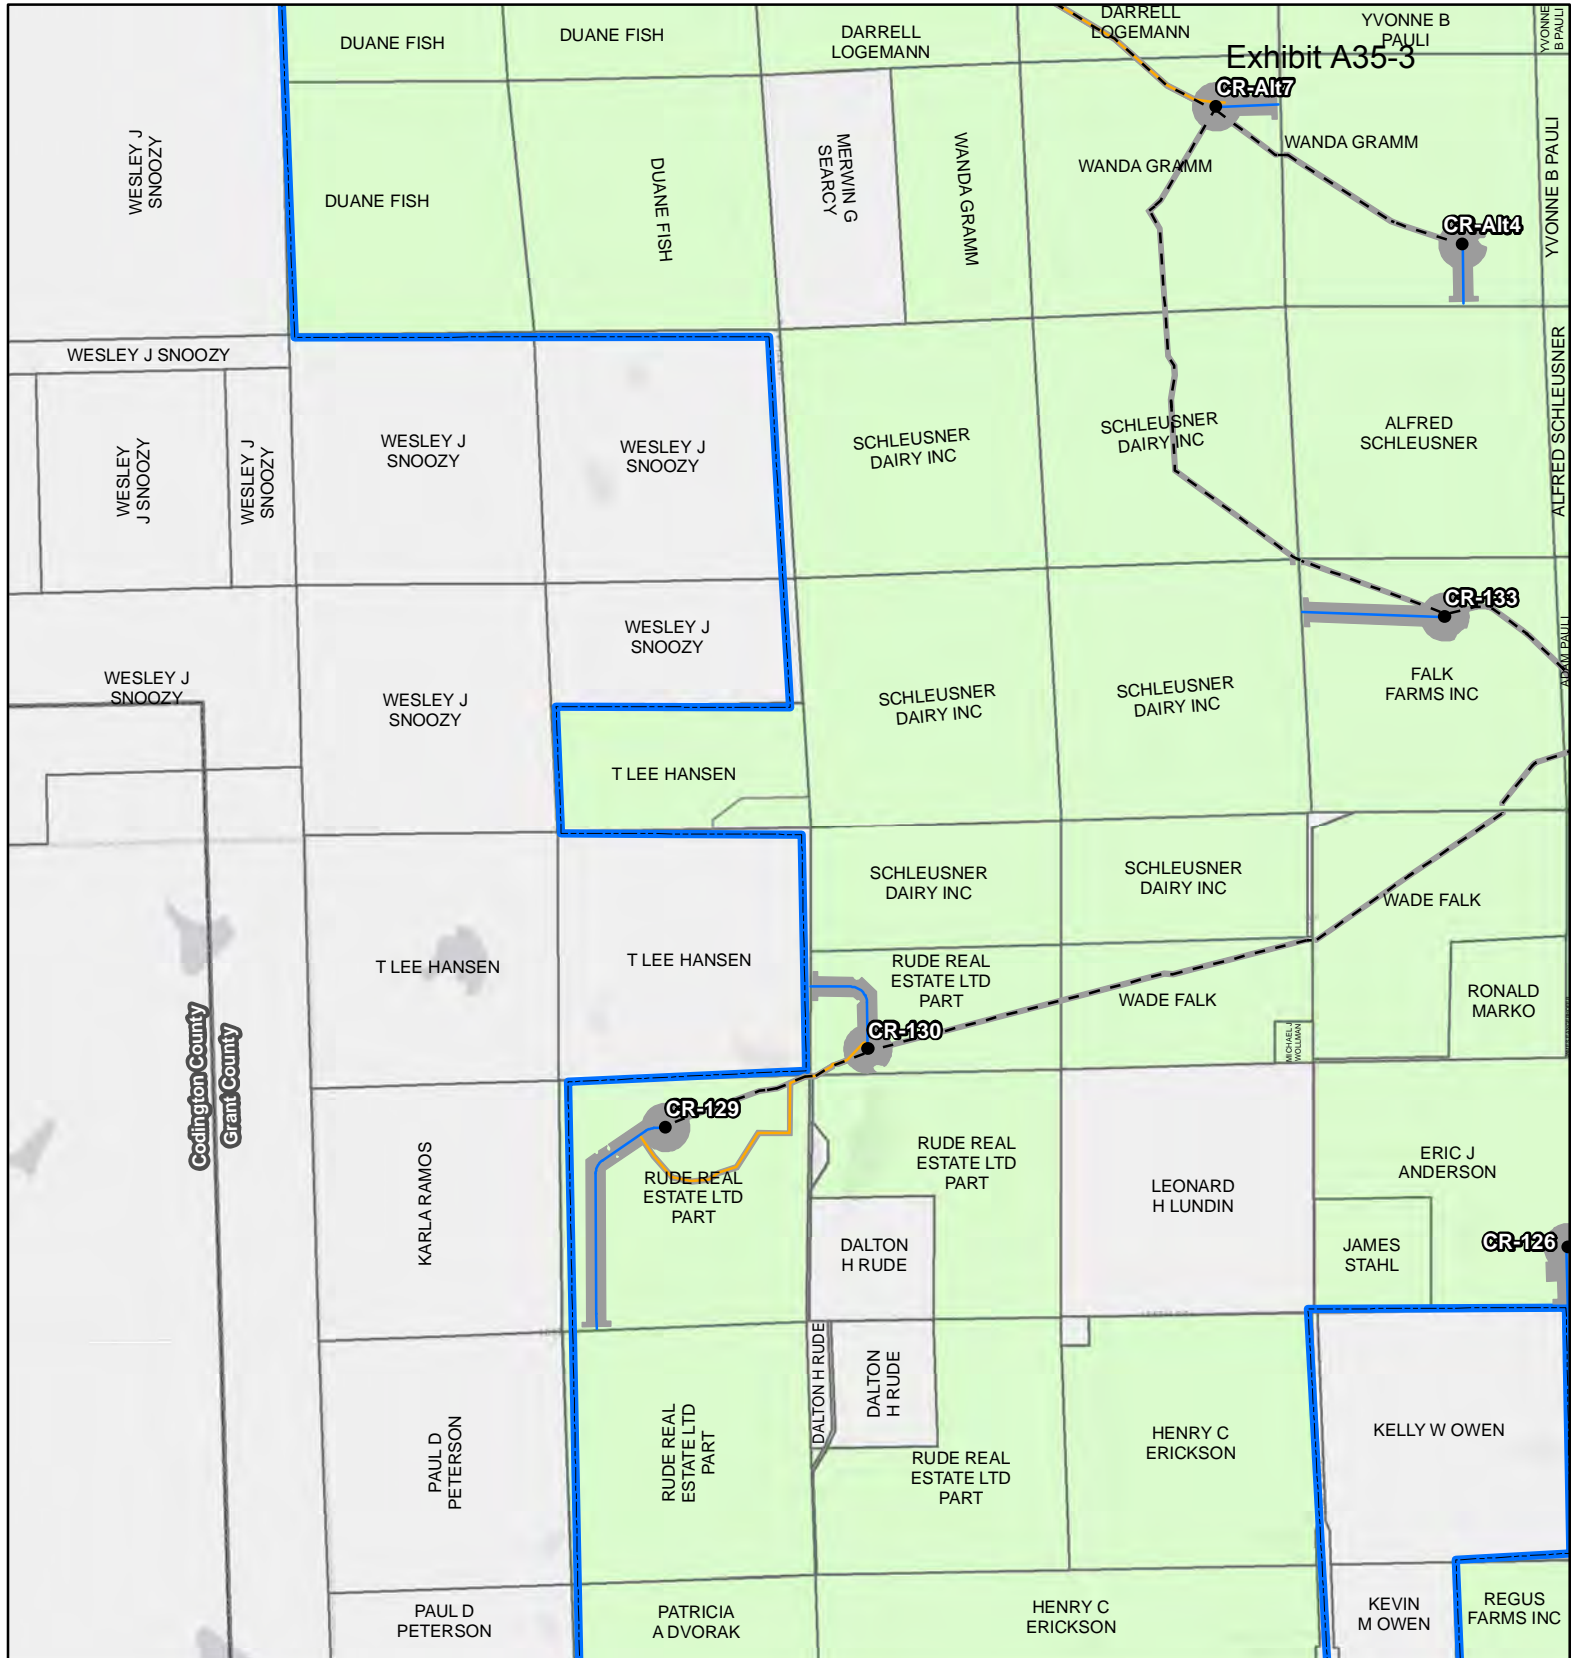 DUANE FISH
DUANE FISH
DARRELL
LOGEMANN
DARRELL
LOGEMANN
YVONNE B
PAULI
YVONNE
B PAULI
Exhibit A35-3
CR-Alt7
WESLEY J
SNOOZY
DUANE FISH
DUANE FISH
MERWIN G
SEARCY
WANDA GRAMM
WANDA GRAMM
WANDA GRAMM
YVONNE B PAULI
CR-Alt4
WESLEY J SNOOZY
WESLEY
J SNOOZY
WESLEY J
SNOOZY
WESLEY J
SNOOZY
WESLEY J
SNOOZY
SCHLEUSNER
DAIRY INC
SCHLEUSNER
DAIRY INC
ALFRED
SCHLEUSNER
ALFRED SCHLEUSNER
CR-133
WESLEY J
SNOOZY
WESLEY J
SNOOZY
WESLEY J
SNOOZY
SCHLEUSNER
DAIRY INC
SCHLEUSNER
DAIRY INC
FALK
FARMS INC
ADAM PAULI
T LEE HANSEN
SCHLEUSNER
DAIRY INC
SCHLEUSNER
DAIRY INC
WADE FALK
T LEE HANSEN
T LEE HANSEN
RUDE REAL
ESTATE LTD
PART
WADE FALK
RONALD
MARKO
MICHAEL J
WOLLMAN
CR-130
Codington County
Grant County
CR-129
KARLA RAMOS
RUDE REAL
ESTATE LTD
PART
RUDE REAL
ESTATE LTD
PART
LEONARD
H LUNDIN
ERIC J
ANDERSON
DALTON
H RUDE
JAMES
STAHL
CR-126
PAUL D
PETERSON
RUDE REAL
ESTATE LTD
PART
DALTON H RUDE
DALTON
H RUDE
RUDE REAL
ESTATE LTD
PART
HENRY C
ERICKSON
KELLY W OWEN
PAUL D
PETERSON
PATRICIA
A DVORAK
HENRY C
ERICKSON
KEVIN
M OWEN
REGUS
FARMS INC